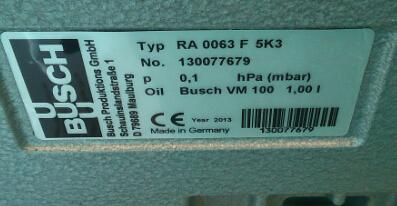 BUSCH
Busch Produktions GmbH
Schauinslandstraße 1
D 79689 Maulburg
Typ RA 0063 F 5K3
No. 130077679
p 0,1 hPa (mbar)
Oil Busch VM 100 1,00 l
CE Year 2013
Made in Germany
130077679